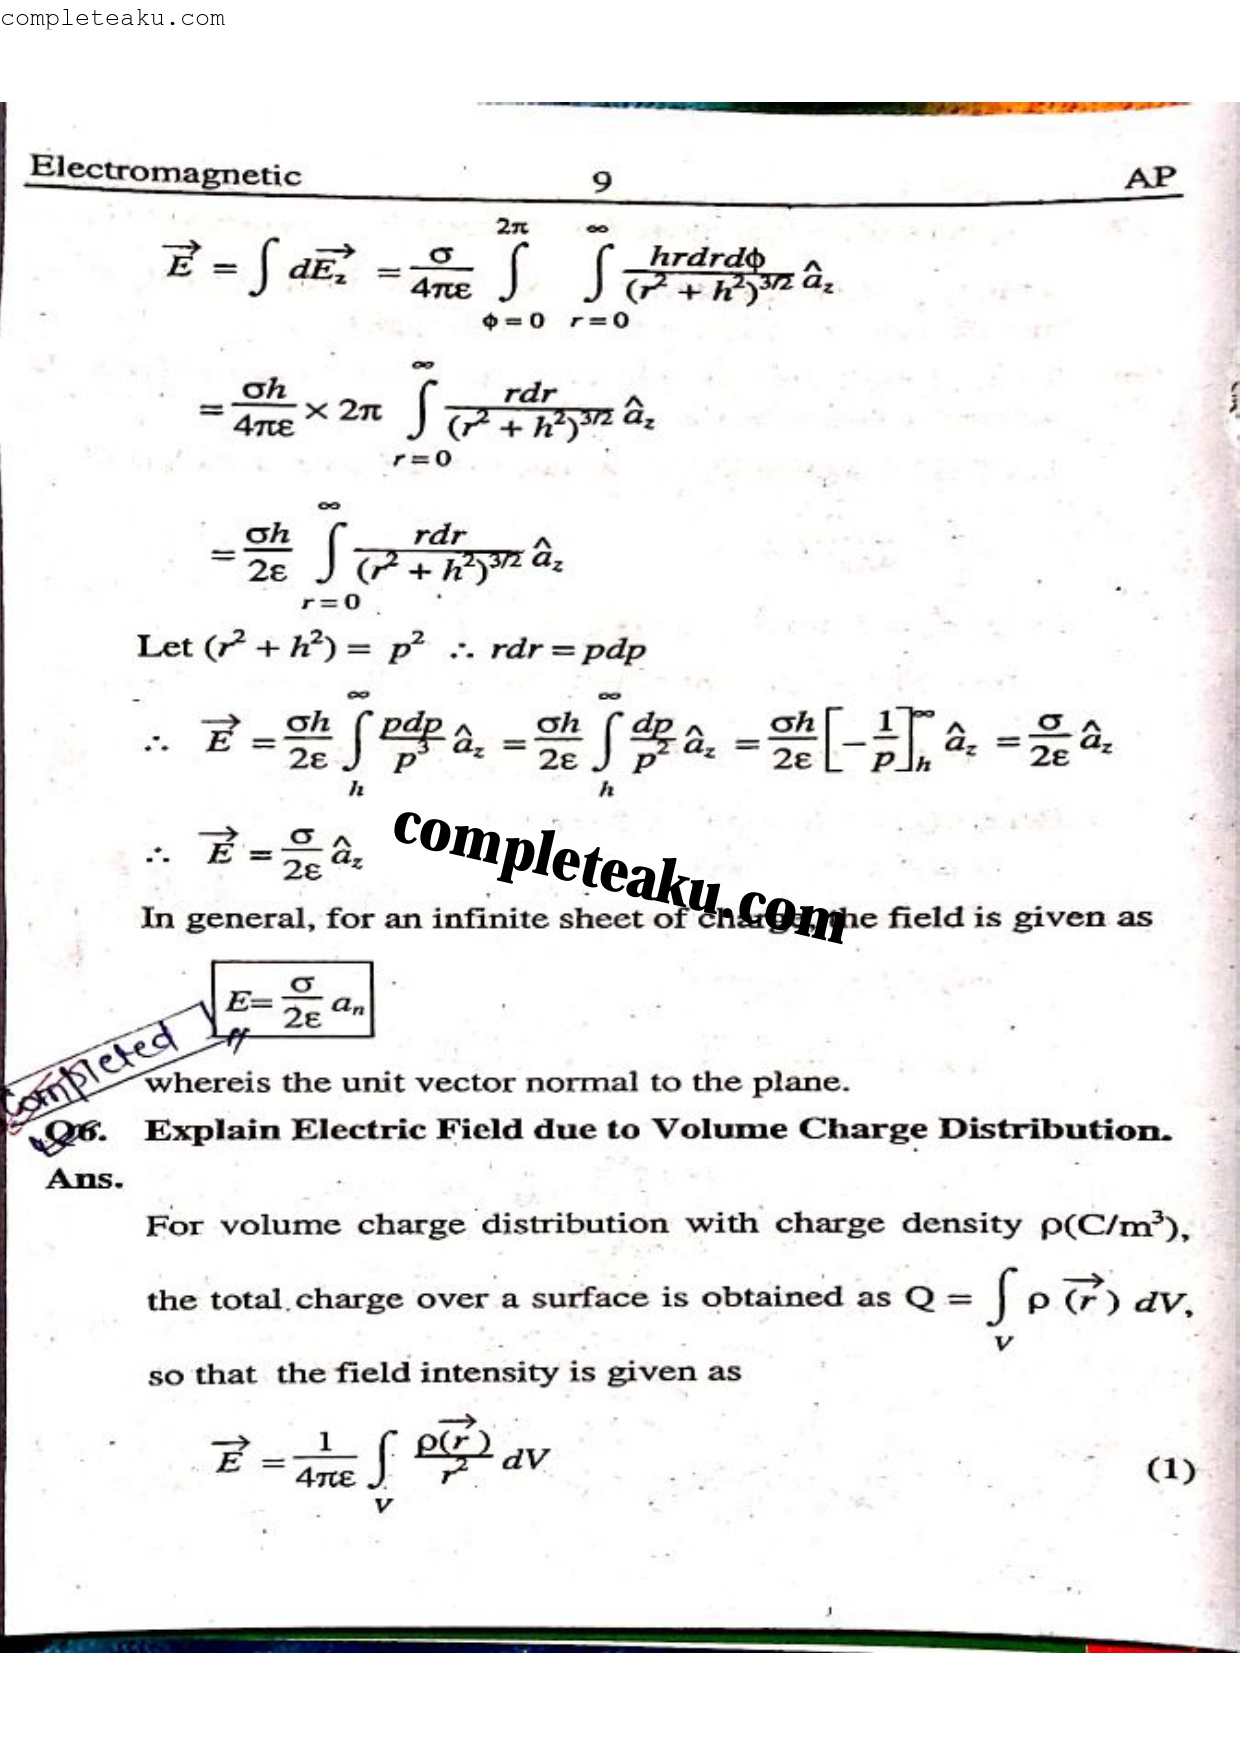 completeaku.com
Electromagnetic 9 AP
$\vec{E} = \int d\vec{E_z} = \frac{\sigma}{4\pi\varepsilon} \int_{\phi=0}^{2\pi} \int_{r=0}^{\infty} \frac{hrdrd\phi}{(r^2 + h^2)^{3/2}} \hat{a}_z$
$= \frac{\sigma h}{4\pi\varepsilon} \times 2\pi \int_{r=0}^{\infty} \frac{rdr}{(r^2 + h^2)^{3/2}} \hat{a}_z$
$= \frac{\sigma h}{2\varepsilon} \int_{r=0}^{\infty} \frac{rdr}{(r^2 + h^2)^{3/2}} \hat{a}_z$
Let $(r^2 + h^2) = p^2$ ∴ $rdr = pdp$
∴ $\vec{E} = \frac{\sigma h}{2\varepsilon} \int_{h}^{\infty} \frac{pdp}{p^3} \hat{a}_z = \frac{\sigma h}{2\varepsilon} \int_{h}^{\infty} \frac{dp}{p^2} \hat{a}_z = \frac{\sigma h}{2\varepsilon} \left[-\frac{1}{p}\right]_{h}^{\infty} \hat{a}_z = \frac{\sigma}{2\varepsilon} \hat{a}_z$
∴ $\vec{E} = \frac{\sigma}{2\varepsilon} \hat{a}_z$
completeaku.com
In general, for an infinite sheet of charge, the field is given as
$E = \frac{\sigma}{2\varepsilon} a_n$
Completed
whereis the unit vector normal to the plane.
Q6. Explain Electric Field due to Volume Charge Distribution.
Ans.
For volume charge distribution with charge density ρ(C/m³),
the total charge over a surface is obtained as Q = $\int_{V} \rho\,\vec{(r)}\,dV$,
so that the field intensity is given as
$\vec{E} = \frac{1}{4\pi\varepsilon} \int_{V} \frac{\rho\vec{(r)}}{r^2} dV$ (1)